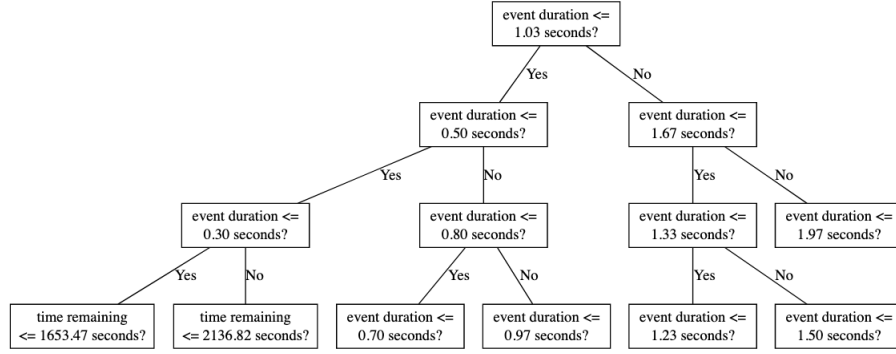 event duration <=
1.03 seconds?
Yes
No
event duration <=
0.50 seconds?
event duration <=
1.67 seconds?
Yes
No
Yes
No
event duration <=
0.30 seconds?
event duration <=
0.80 seconds?
event duration <=
1.33 seconds?
event duration <=
1.97 seconds?
Yes
No
Yes
No
Yes
No
time remaining
<= 1653.47 seconds?
time remaining
<= 2136.82 seconds?
event duration <=
0.70 seconds?
event duration <=
0.97 seconds?
event duration <=
1.23 seconds?
event duration <=
1.50 seconds?